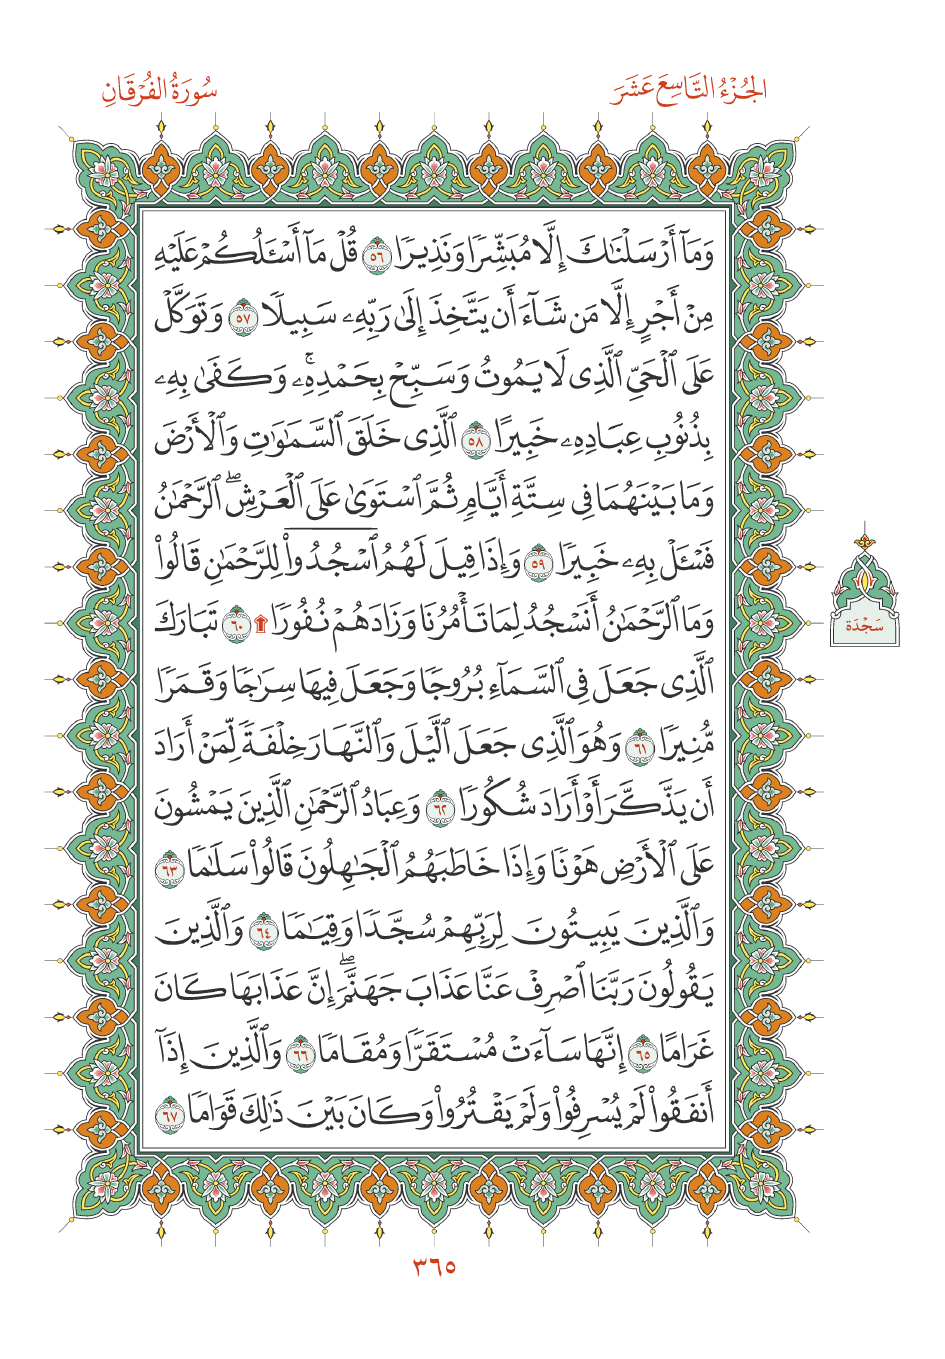 الجُزْءُ التَّاسِعَ عَشَرَ
سُورَةُ الفُرْقَانِ
وَمَآ أَرْسَلْنَٰكَ إِلَّا مُبَشِّرًا وَنَذِيرًا ٥٦ قُلْ مَآ أَسْـَٔلُكُمْ عَلَيْهِ
مِنْ أَجْرٍ إِلَّا مَن شَآءَ أَن يَتَّخِذَ إِلَىٰ رَبِّهِۦ سَبِيلًا ٥٧ وَتَوَكَّلْ
عَلَى ٱلْحَىِّ ٱلَّذِى لَا يَمُوتُ وَسَبِّحْ بِحَمْدِهِۦۚ وَكَفَىٰ بِهِۦ
بِذُنُوبِ عِبَادِهِۦ خَبِيرًا ٥٨ ٱلَّذِى خَلَقَ ٱلسَّمَٰوَٰتِ وَٱلْأَرْضَ
وَمَا بَيْنَهُمَا فِى سِتَّةِ أَيَّامٍ ثُمَّ ٱسْتَوَىٰ عَلَى ٱلْعَرْشِۖ ٱلرَّحْمَٰنُ
فَسْـَٔلْ بِهِۦ خَبِيرًا ٥٩ وَإِذَا قِيلَ لَهُمُ ٱسْجُدُوا۟ لِلرَّحْمَٰنِ قَالُوا۟
وَمَا ٱلرَّحْمَٰنُ أَنَسْجُدُ لِمَا تَأْمُرُنَا وَزَادَهُمْ نُفُورًا ۩ ٦٠ تَبَارَكَ
سَجْدَة
ٱلَّذِى جَعَلَ فِى ٱلسَّمَآءِ بُرُوجًا وَجَعَلَ فِيهَا سِرَٰجًا وَقَمَرًا
مُّنِيرًا ٦١ وَهُوَ ٱلَّذِى جَعَلَ ٱلَّيْلَ وَٱلنَّهَارَ خِلْفَةً لِّمَنْ أَرَادَ
أَن يَذَّكَّرَ أَوْ أَرَادَ شُكُورًا ٦٢ وَعِبَادُ ٱلرَّحْمَٰنِ ٱلَّذِينَ يَمْشُونَ
عَلَى ٱلْأَرْضِ هَوْنًا وَإِذَا خَاطَبَهُمُ ٱلْجَٰهِلُونَ قَالُوا۟ سَلَٰمًا ٦٣
وَٱلَّذِينَ يَبِيتُونَ لِرَبِّهِمْ سُجَّدًا وَقِيَٰمًا ٦٤ وَٱلَّذِينَ
يَقُولُونَ رَبَّنَا ٱصْرِفْ عَنَّا عَذَابَ جَهَنَّمَۖ إِنَّ عَذَابَهَا كَانَ
غَرَامًا ٦٥ إِنَّهَا سَآءَتْ مُسْتَقَرًّا وَمُقَامًا ٦٦ وَٱلَّذِينَ إِذَآ
أَنفَقُوا۟ لَمْ يُسْرِفُوا۟ وَلَمْ يَقْتُرُوا۟ وَكَانَ بَيْنَ ذَٰلِكَ قَوَامًا ٦٧
٣٦٥